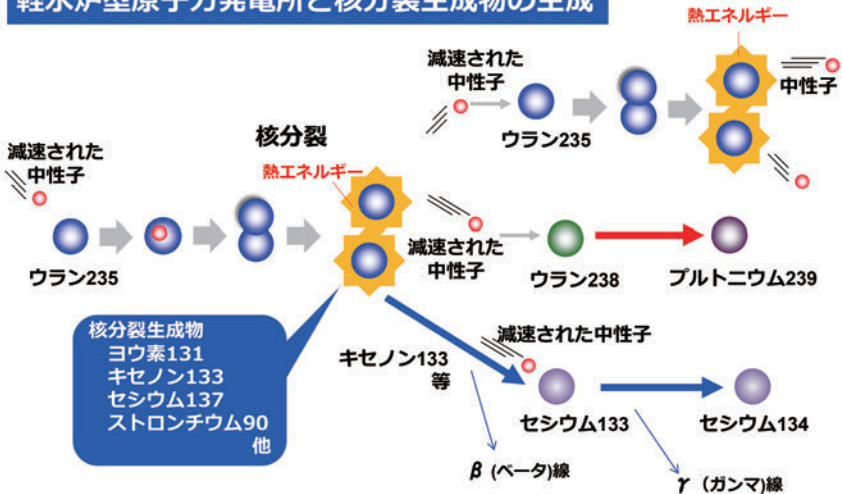 軽水炉型原子力発電所と核分裂生成物の生成
熱エネルギー
減速された
中性子
中性子
ウラン235
核分裂
減速された
中性子
熱エネルギー
減速された
中性子
ウラン235
ウラン238
プルトニウム239
核分裂生成物
ヨウ素131
キセノン133
セシウム137
ストロンチウム90
他
キセノン133
等
減速された中性子
セシウム133
セシウム134
β (ベータ)線
γ (ガンマ)線